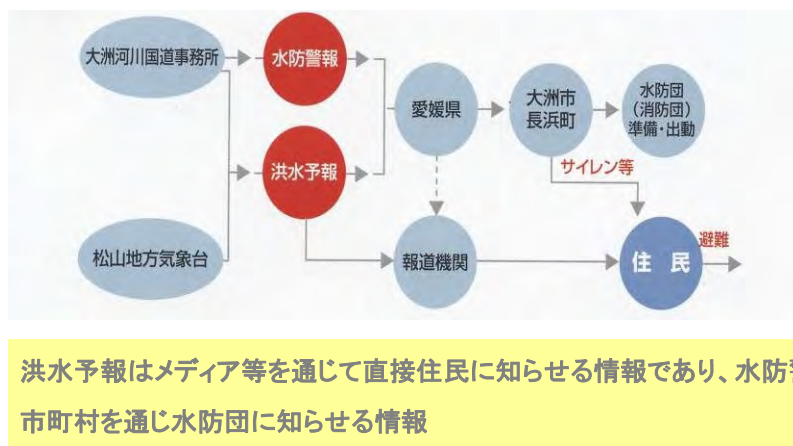 大洲河川国道事務所
水防警報
愛媛県
大洲市
長浜町
水防団
(消防団)
準備・出動
洪水予報
サイレン等
松山地方気象台
報道機関
住 民
避難
洪水予報はメディア等を通じて直接住民に知らせる情報であり、水防
市町村を通じ水防団に知らせる情報